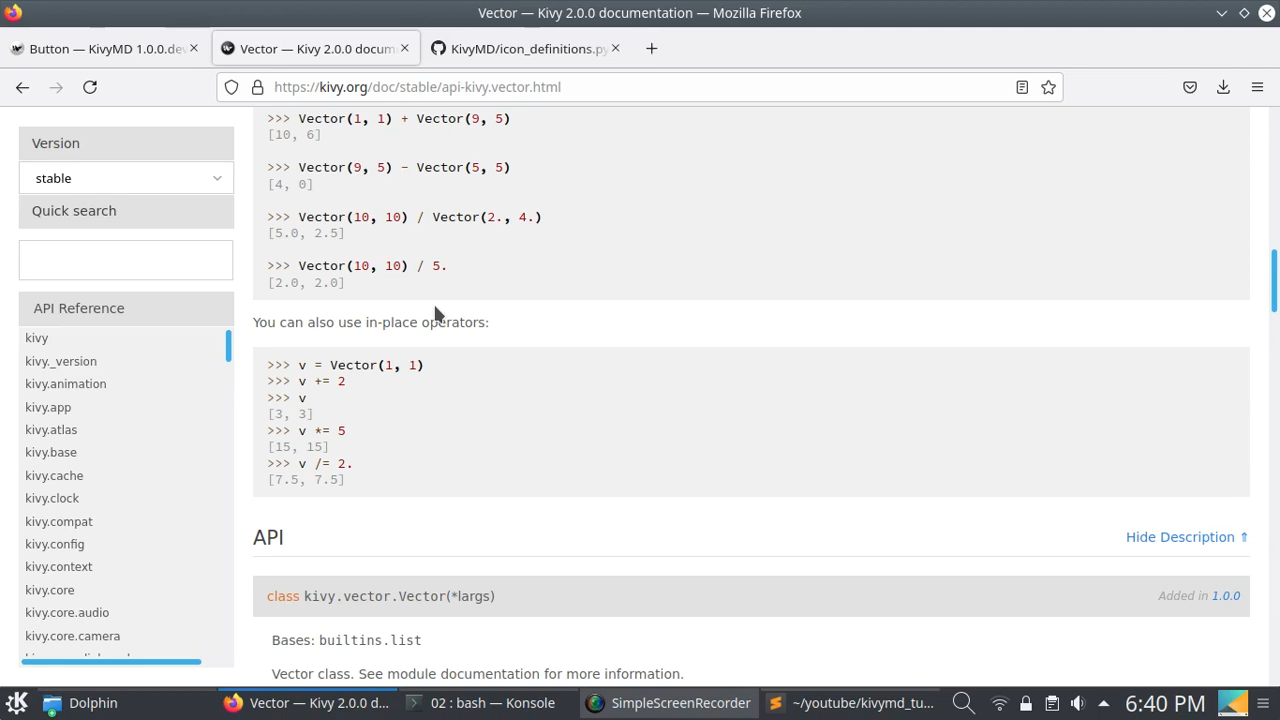 Vector — Kivy 2.0.0 documentation — Mozilla Firefox
Button — KivyMD 1.0.0.de
Vector — Kivy 2.0.0 docum
KivyMD/icon_definitions.py
https://kivy.org/doc/stable/api-kivy.vector.html
Version
stable
Quick search
API Reference
kivy
kivy._version
kivy.animation
kivy.app
kivy.atlas
kivy.base
kivy.cache
kivy.clock
kivy.compat
kivy.config
kivy.context
kivy.core
kivy.core.audio
kivy.core.camera
>>> Vector(1, 1) + Vector(9, 5)
[10, 6]
>>> Vector(9, 5) - Vector(5, 5)
[4, 0]
>>> Vector(10, 10) / Vector(2., 4.)
[5.0, 2.5]
>>> Vector(10, 10) / 5.
[2.0, 2.0]
You can also use in-place operators:
>>> v = Vector(1, 1)
>>> v += 2
>>> v
[3, 3]
>>> v *= 5
[15, 15]
>>> v /= 2.
[7.5, 7.5]
API
Hide Description ⇑
class kivy.vector.Vector(*largs)
Added in 1.0.0
Bases: builtins.list
Vector class. See module documentation for more information.
Dolphin
Vector — Kivy 2.0.0 d...
02 : bash — Konsole
SimpleScreenRecorder
~/youtube/kivymd_tu...
6:40 PM